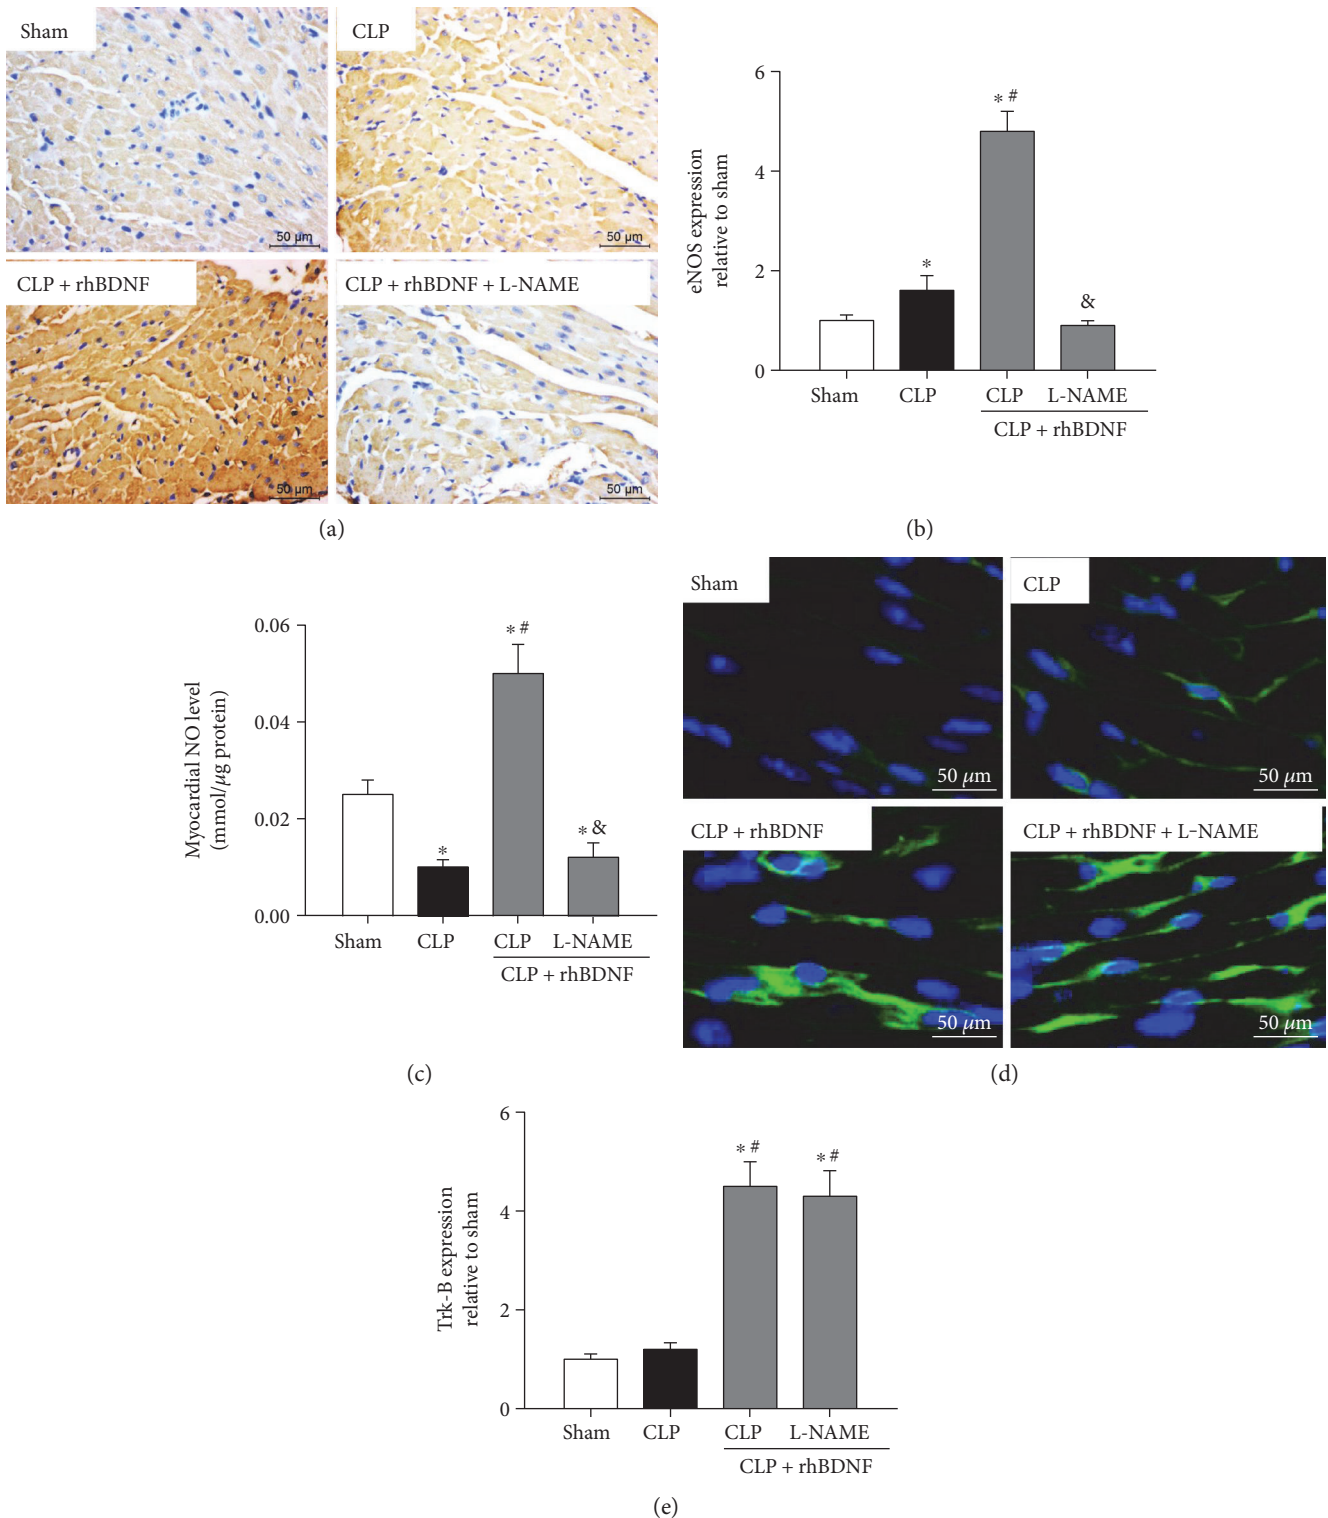 Sham
CLP
50 μm
50 μm
CLP + rhBDNF
CLP + rhBDNF + L-NAME
50 μm
50 μm
(a)
eNOS expression
relative to sham
6
4
2
0
*
* #
&
Sham
CLP
CLP
L-NAME
CLP + rhBDNF
(b)
Myocardial NO level
(mmol/μg protein)
0.06
0.04
0.02
0.00
*
* #
* &
Sham
CLP
CLP
L-NAME
CLP + rhBDNF
(c)
Sham
CLP
50 μm
50 μm
CLP + rhBDNF
CLP + rhBDNF + L-NAME
50 μm
50 μm
(d)
Trk-B expression
relative to sham
6
4
2
0
* #
* #
Sham
CLP
CLP
L-NAME
CLP + rhBDNF
(e)